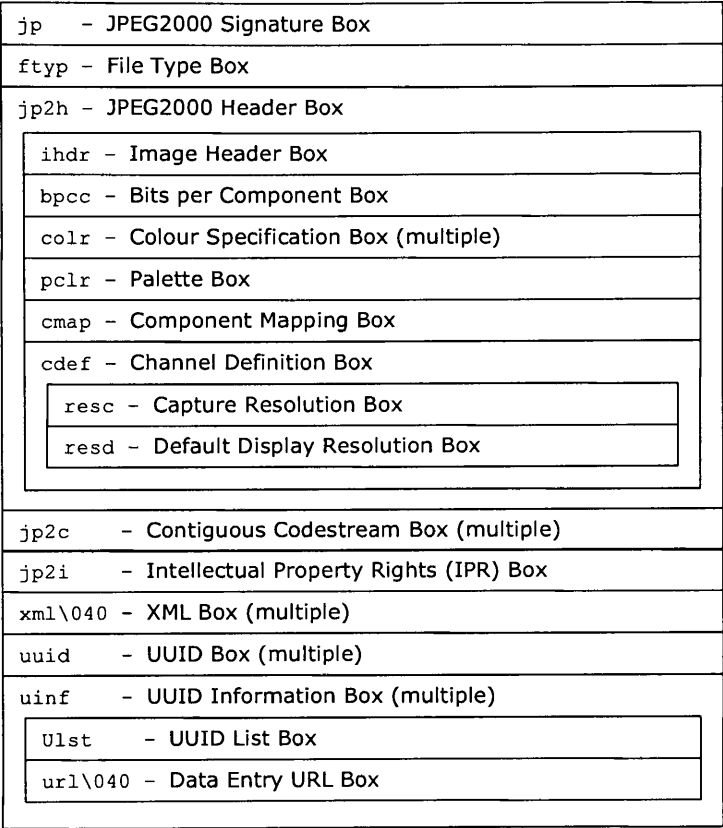 jp – JPEG2000 Signature Box
ftyp – File Type Box
jp2h – JPEG2000 Header Box
ihdr – Image Header Box
bpcc – Bits per Component Box
colr – Colour Specification Box (multiple)
pclr – Palette Box
cmap – Component Mapping Box
cdef – Channel Definition Box
resc – Capture Resolution Box
resd – Default Display Resolution Box
jp2c – Contiguous Codestream Box (multiple)
jp2i – Intellectual Property Rights (IPR) Box
xml\040 – XML Box (multiple)
uuid – UUID Box (multiple)
uinf – UUID Information Box (multiple)
Ulst – UUID List Box
url\040 – Data Entry URL Box